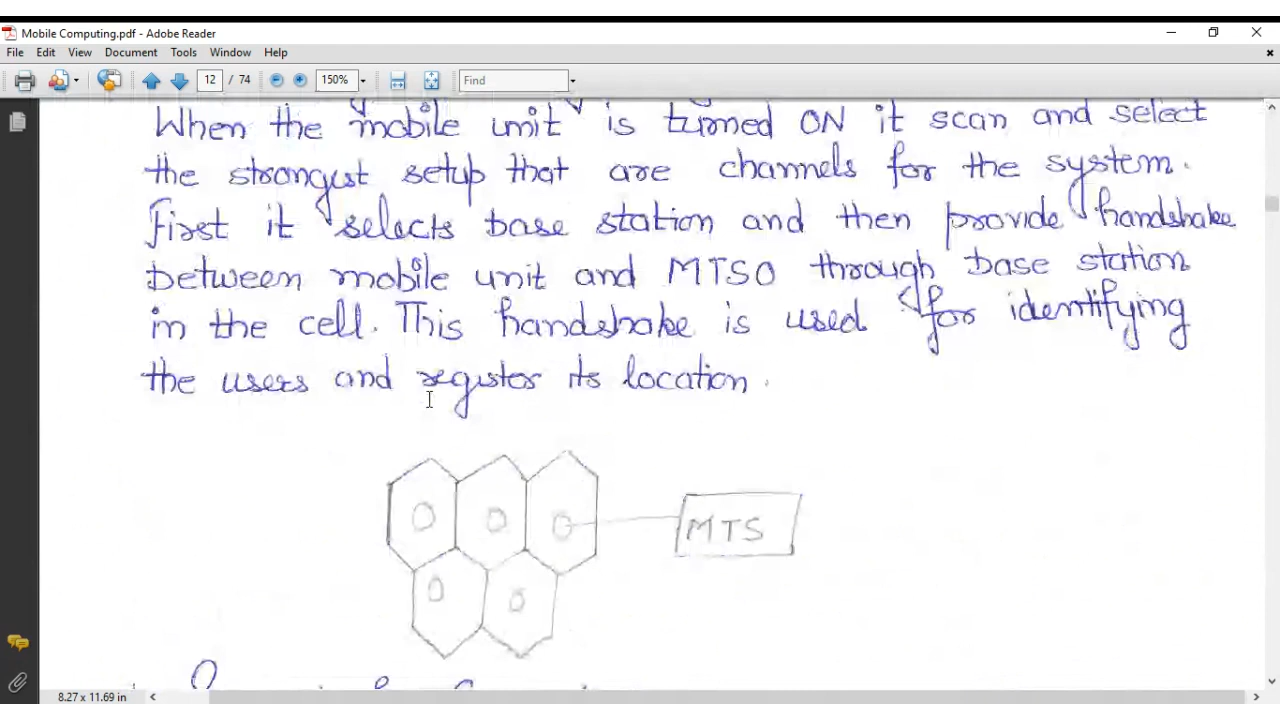 Mobile Computing.pdf - Adobe Reader
File Edit View Document Tools Window Help
12 / 74 150% Find
When the mobile unit is turned ON it scan and select
the strongest setup that are channels for the system.
First it selects base station and then provide handshake
between mobile unit and MTSO through base station
in the cell. This handshake is used for identifying
the users and register its location.
MTS
8.27 x 11.69 in